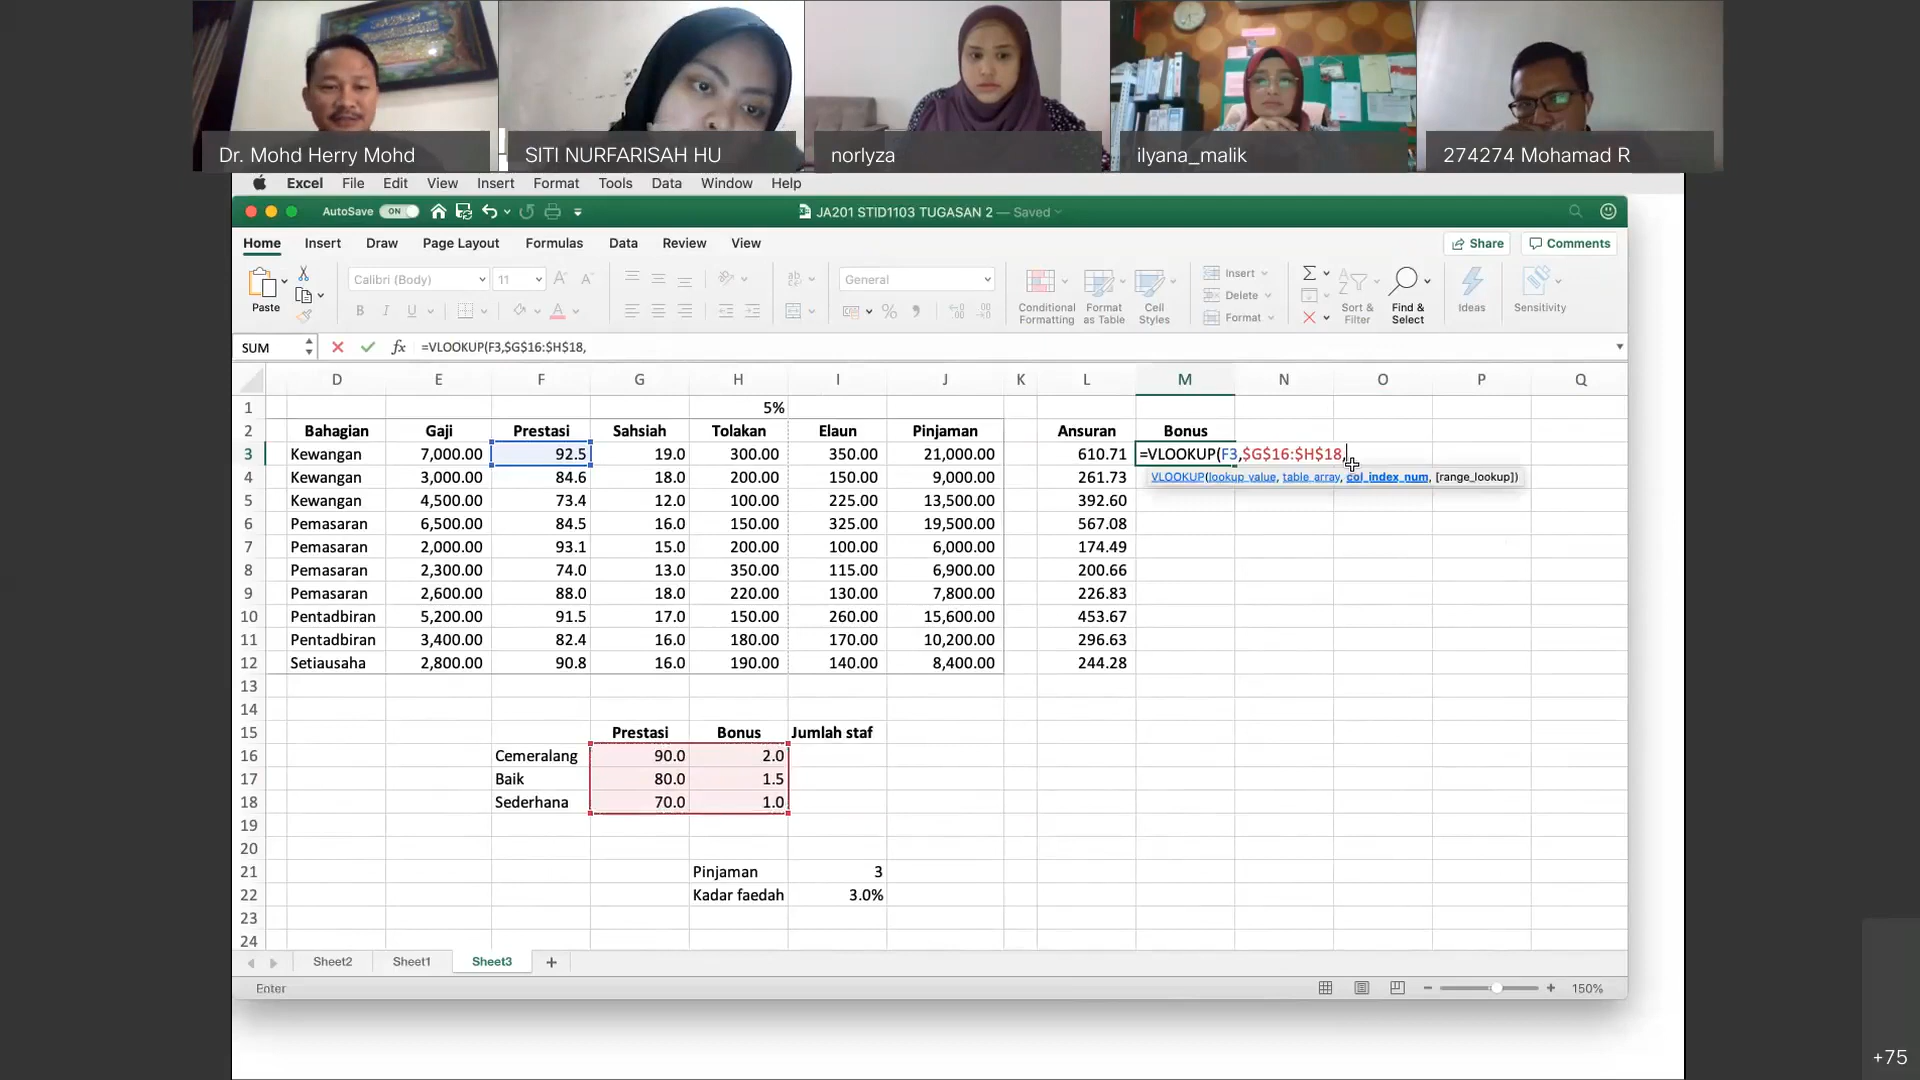 Dr. Mohd Herry Mohd
SITI NURFARISAH HU
norlyza
ilyana_malik
274274 Mohamad R
Excel File Edit View Insert Format Tools Data Window Help
AutoSave ON JA201 STID1103 TUGASAN 2 — Saved
Home Insert Draw Page Layout Formulas Data Review View Share Comments
Paste
Calibri (Body) 11
B I U
ab
General
Conditional Formatting
Format as Table
Cell Styles
Insert
Delete
Format
Sort & Filter
Find & Select
Ideas
Sensitivity
SUM fx =VLOOKUP(F3,$G$16:$H$18,
D E F G H I J K L M N O P Q
1 5%
2 Bahagian Gaji Prestasi Sahsiah Tolakan Elaun Pinjaman Ansuran Bonus
3 Kewangan 7,000.00 92.5 19.0 300.00 350.00 21,000.00 610.71 =VLOOKUP(F3,$G$16:$H$18,
VLOOKUP(lookup_value, table_array, col_index_num, [range_lookup])
4 Kewangan 3,000.00 84.6 18.0 200.00 150.00 9,000.00 261.73
5 Kewangan 4,500.00 73.4 12.0 100.00 225.00 13,500.00 392.60
6 Pemasaran 6,500.00 84.5 16.0 150.00 325.00 19,500.00 567.08
7 Pemasaran 2,000.00 93.1 15.0 200.00 100.00 6,000.00 174.49
8 Pemasaran 2,300.00 74.0 13.0 350.00 115.00 6,900.00 200.66
9 Pemasaran 2,600.00 88.0 18.0 220.00 130.00 7,800.00 226.83
10 Pentadbiran 5,200.00 91.5 17.0 150.00 260.00 15,600.00 453.67
11 Pentadbiran 3,400.00 82.4 16.0 180.00 170.00 10,200.00 296.63
12 Setiausaha 2,800.00 90.8 16.0 190.00 140.00 8,400.00 244.28
13
14
15 Prestasi Bonus Jumlah staf
16 Cemeralang 90.0 2.0
17 Baik 80.0 1.5
18 Sederhana 70.0 1.0
19
20
21 Pinjaman 3
22 Kadar faedah 3.0%
23
24
Sheet2 Sheet1 Sheet3 +
Enter 150%
+75